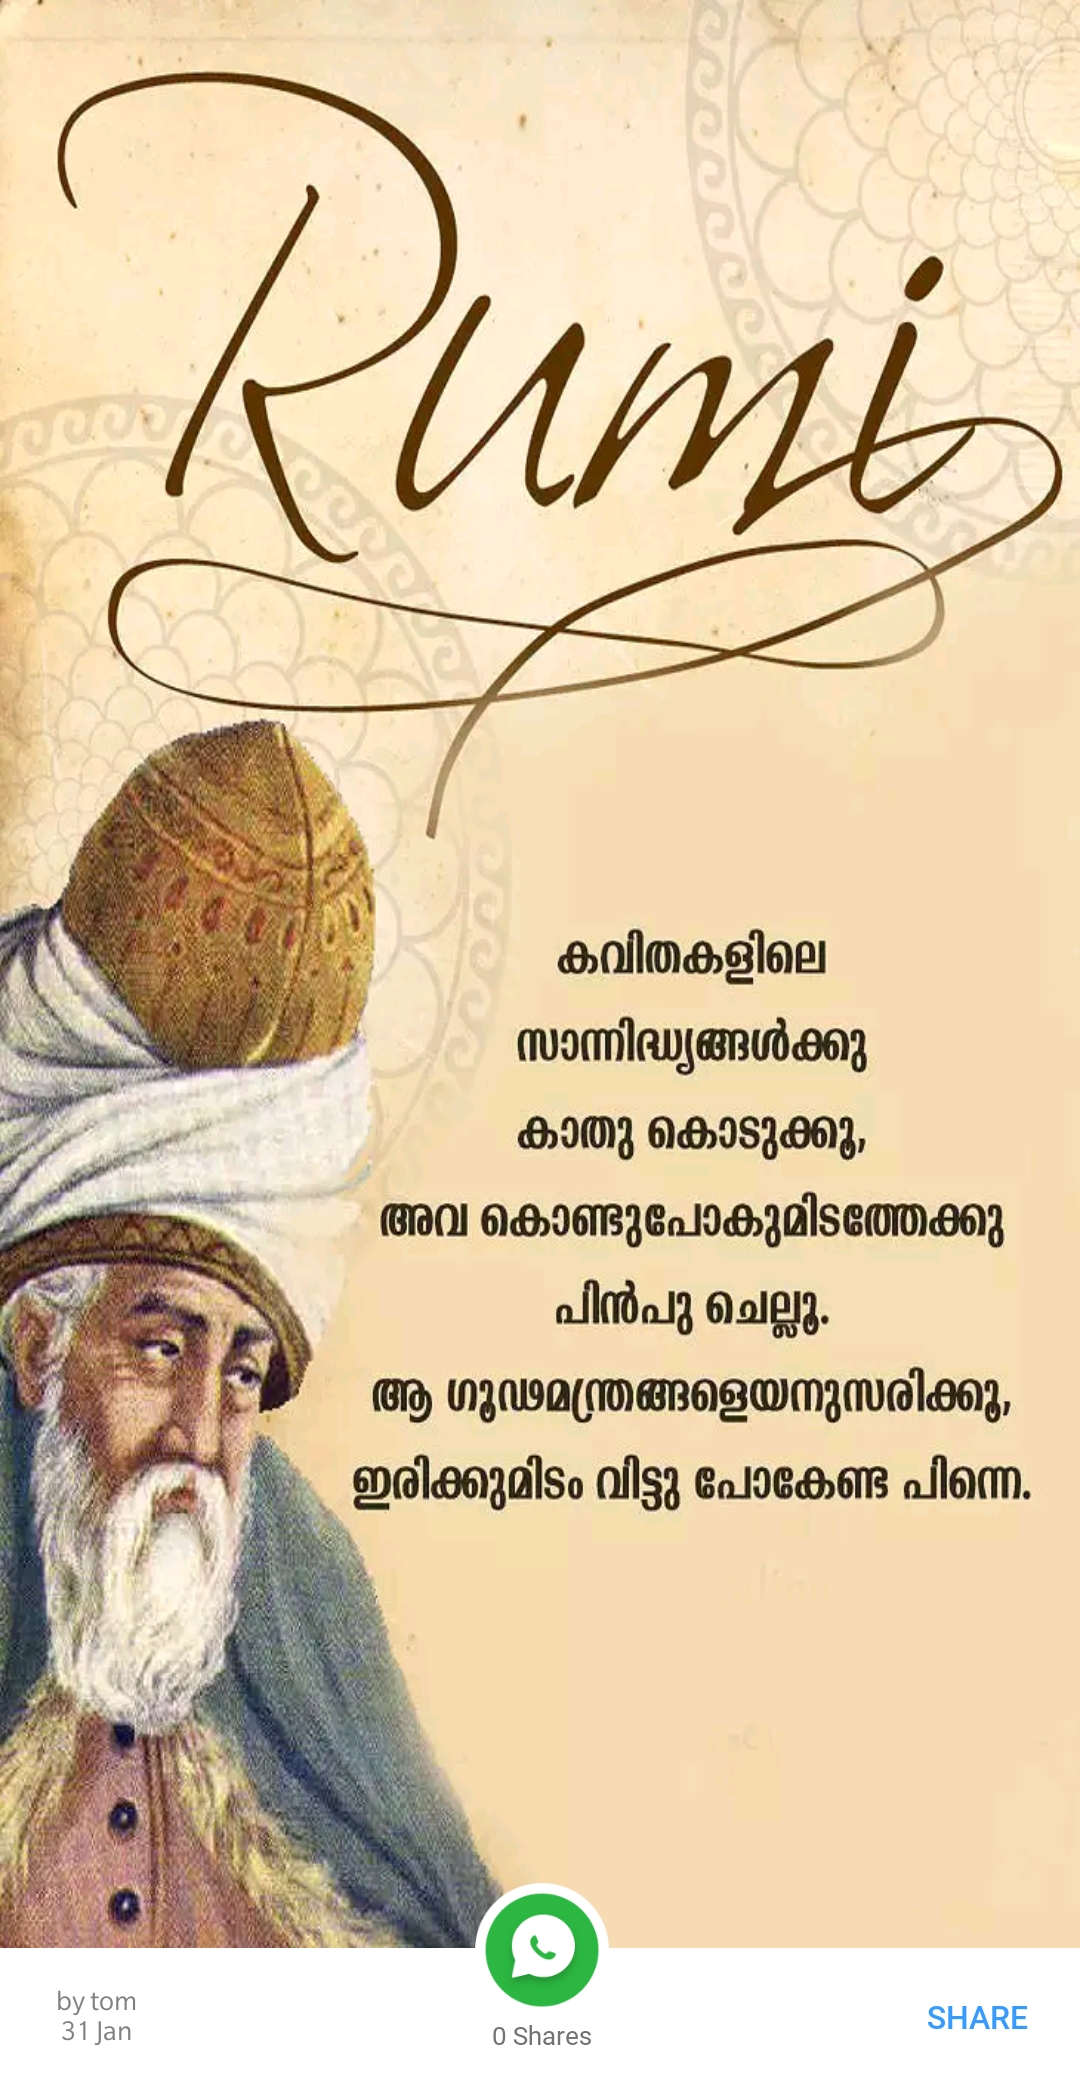 Rumi
കവിതകളിലെ
സാന്നിദ്ധ്യങ്ങൾക്കു
കാതു കൊടുക്കൂ,
അവ കൊണ്ടുപോകുമിടത്തേക്കു
പിൻപു ചെല്ലൂ.
ആ ഗൂഢമന്ത്രങ്ങളെയനുസരിക്കൂ,
ഇരിക്കുമിടം വിട്ടു പോകേണ്ട പിന്നെ.
by tom
31 Jan
0 Shares
SHARE